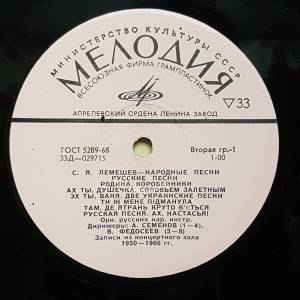 МИНИСТЕРСТВО КУЛЬТУРЫ СССР
МЕЛОДИЯ
ВСЕСОЮЗНАЯ ФИРМА ГРАМПЛАСТИНОК
▽33
АПРЕЛЕВСКИЙ ОРДЕНА ЛЕНИНА ЗАВОД
ГОСТ 5289-68
Вторая гр.-1
33Д—029715
1-00
С. Я. ЛЕМЕШЕВ—НАРОДНЫЕ ПЕСНИ
РУССКИЕ ПЕСНИ
РОДИНА. КОРОБЕЙНИКИ
АХ ТЫ, ДУШЕЧКА. СОЛОВЬЕМ ЗАЛЕТНЫМ
ЭХ ТЫ, ВАНЯ. ДВЕ УКРАИНСКИЕ ПЕСНИ
ТИ Ж МЕНЕ ПІДМАНУЛА
ТАМ, ДЕ ЯТРАНЬ КРУТО В'ЄТЬСЯ
РУССКАЯ ПЕСНЯ. АХ, НАСТАСЬЯ!
Орк. русских нар. инстр.
Дирижеры: А. СЕМЕНОВ (1—4),
В. ФЕДОСЕЕВ (5—8)
Записи из концертного зала
1950—1966 гг.